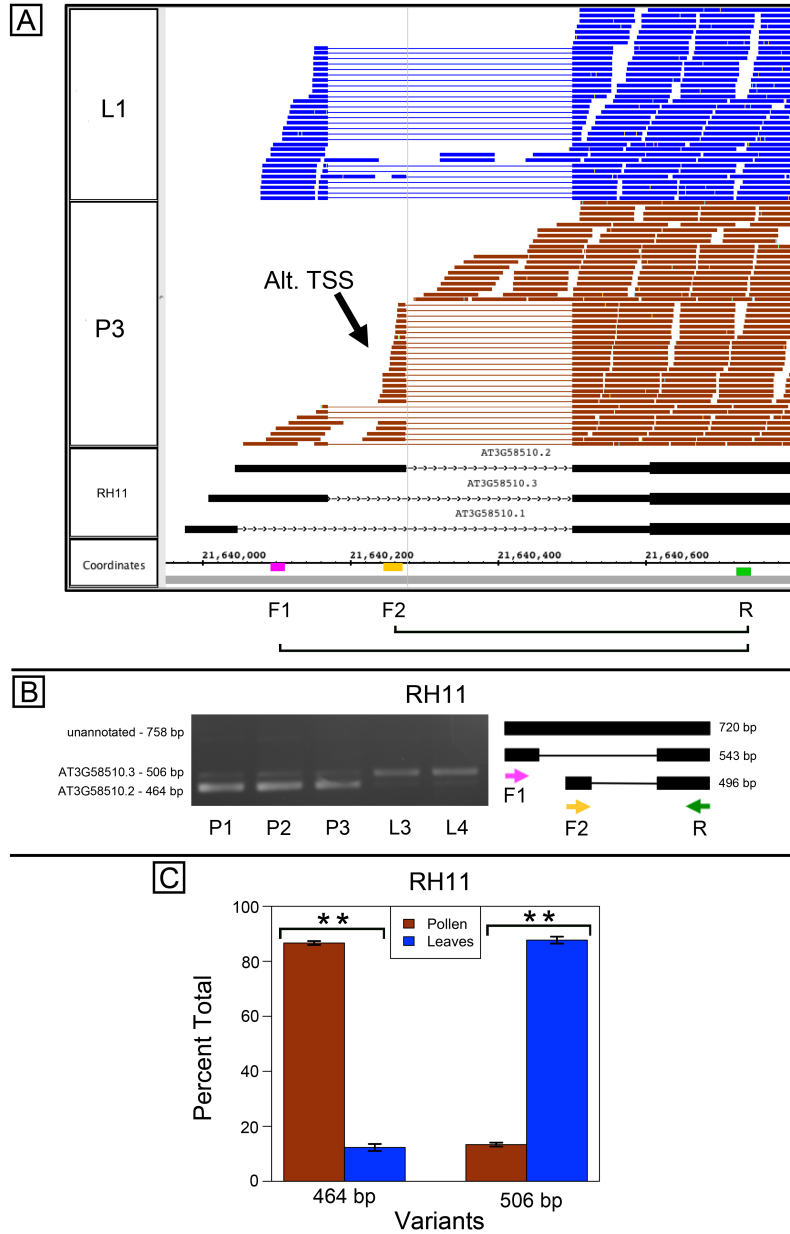 A
L1
P3
Alt. TSS
RH11
AT3G58510.2
AT3G58510.3
AT3G58510.1
Coordinates
21,640,000 21,640,200 21,640,400 21,640,600
F1 F2 R
B
RH11
unannotated - 758 bp
AT3G58510.3 - 506 bp
AT3G58510.2 - 464 bp
P1 P2 P3 L3 L4
720 bp
543 bp
496 bp
F1
F2
R
C
RH11
Percent Total
100
80
60
40
20
0
**
**
Pollen
Leaves
464 bp 506 bp
Variants